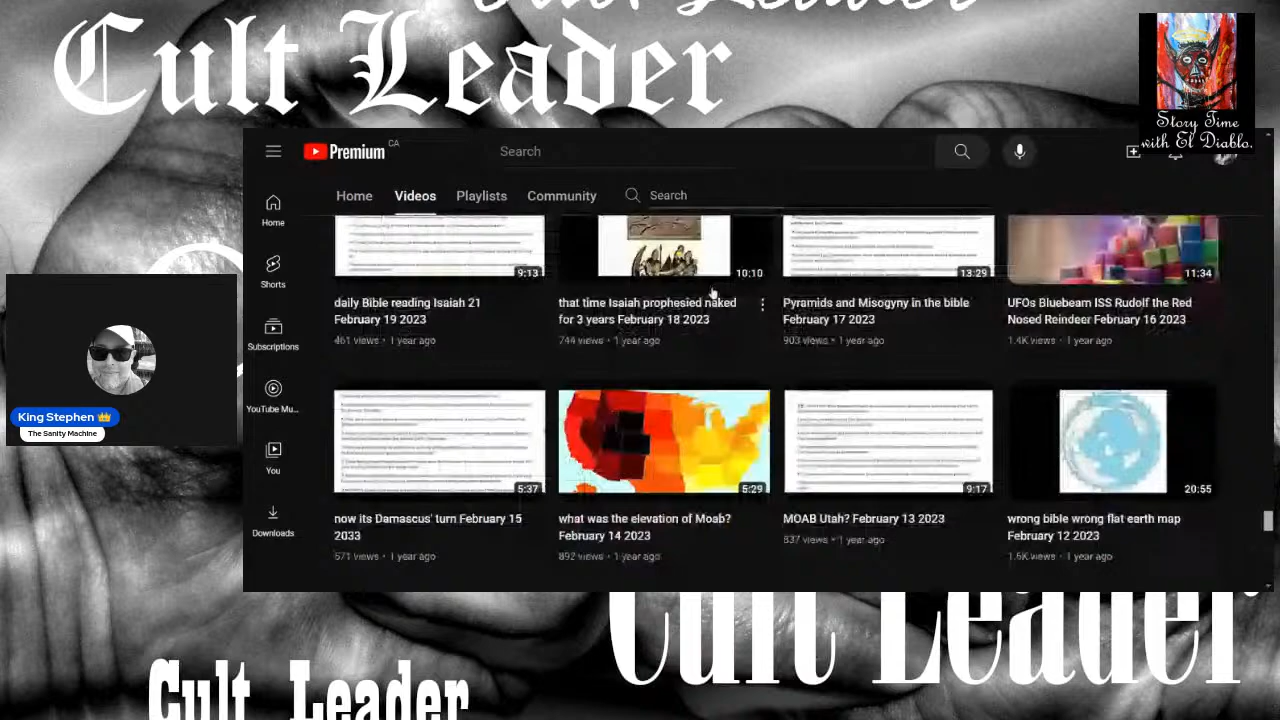 Cult Leader
Cult Leader
Story Time
with El Diablo.
Premium CA
Search
Home
Videos
Playlists
Community
Search
Home
Shorts
Subscriptions
YouTube Mu...
You
Downloads
9:13
10:10
13:29
11:34
daily Bible reading Isaiah 21
February 19 2023
461 views • 1 year ago
that time Isaiah prophesied naked
for 3 years February 18 2023
744 views • 1 year ago
Pyramids and Misogyny in the bible
February 17 2023
903 views • 1 year ago
UFOs Bluebeam ISS Rudolf the Red
Nosed Reindeer February 16 2023
1.4K views • 1 year ago
King Stephen
The Sanity Machine
5:37
5:29
9:17
20:55
now its Damascus' turn February 15
2033
571 views • 1 year ago
what was the elevation of Moab?
February 14 2023
892 views • 1 year ago
MOAB Utah? February 13 2023
837 views • 1 year ago
wrong bible wrong flat earth map
February 12 2023
1.6K views • 1 year ago
Cult Leader
Cult Leader